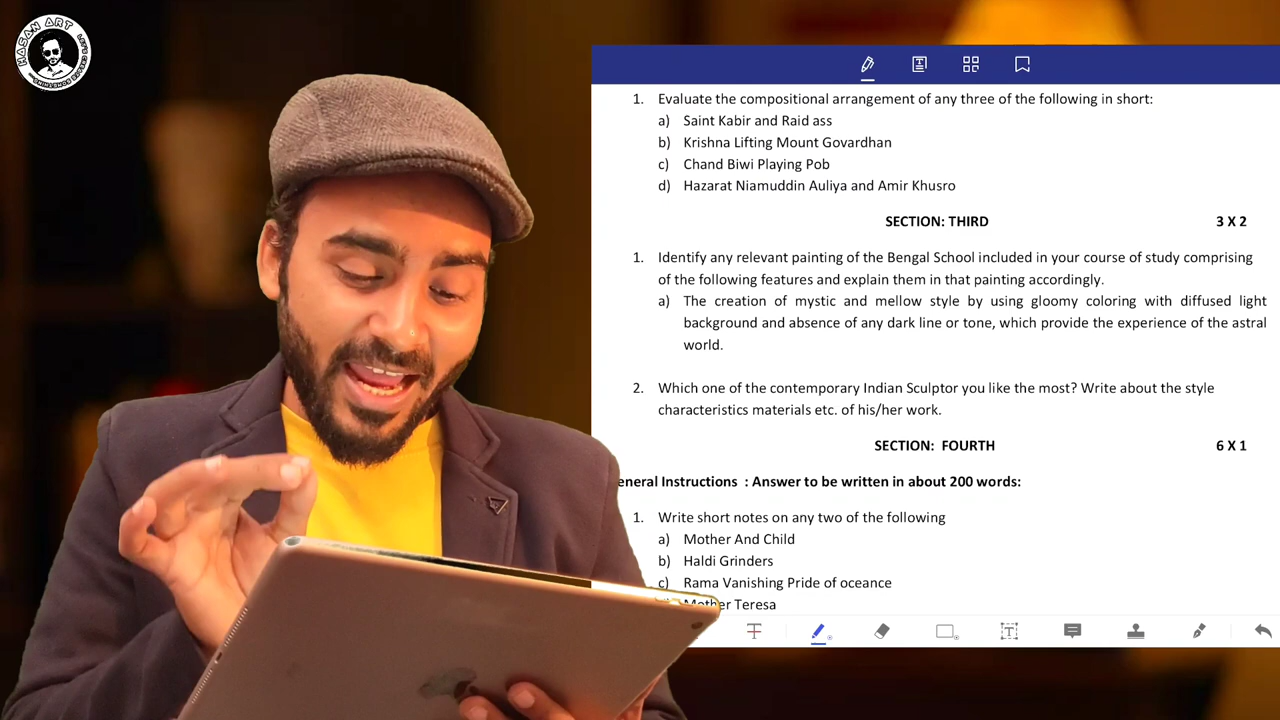 HASAN ART
1. Evaluate the compositional arrangement of any three of the following in short:
a) Saint Kabir and Raid ass
b) Krishna Lifting Mount Govardhan
c) Chand Biwi Playing Pob
d) Hazarat Niamuddin Auliya and Amir Khusro
SECTION: THIRD 3 X 2
1. Identify any relevant painting of the Bengal School included in your course of study comprising
of the following features and explain them in that painting accordingly.
a) The creation of mystic and mellow style by using gloomy coloring with diffused light
background and absence of any dark line or tone, which provide the experience of the astral
world.
2. Which one of the contemporary Indian Sculptor you like the most? Write about the style
characteristics materials etc. of his/her work.
SECTION: FOURTH 6 X 1
eneral Instructions : Answer to be written in about 200 words:
1. Write short notes on any two of the following
a) Mother And Child
b) Haldi Grinders
c) Rama Vanishing Pride of oceance
Mother Teresa